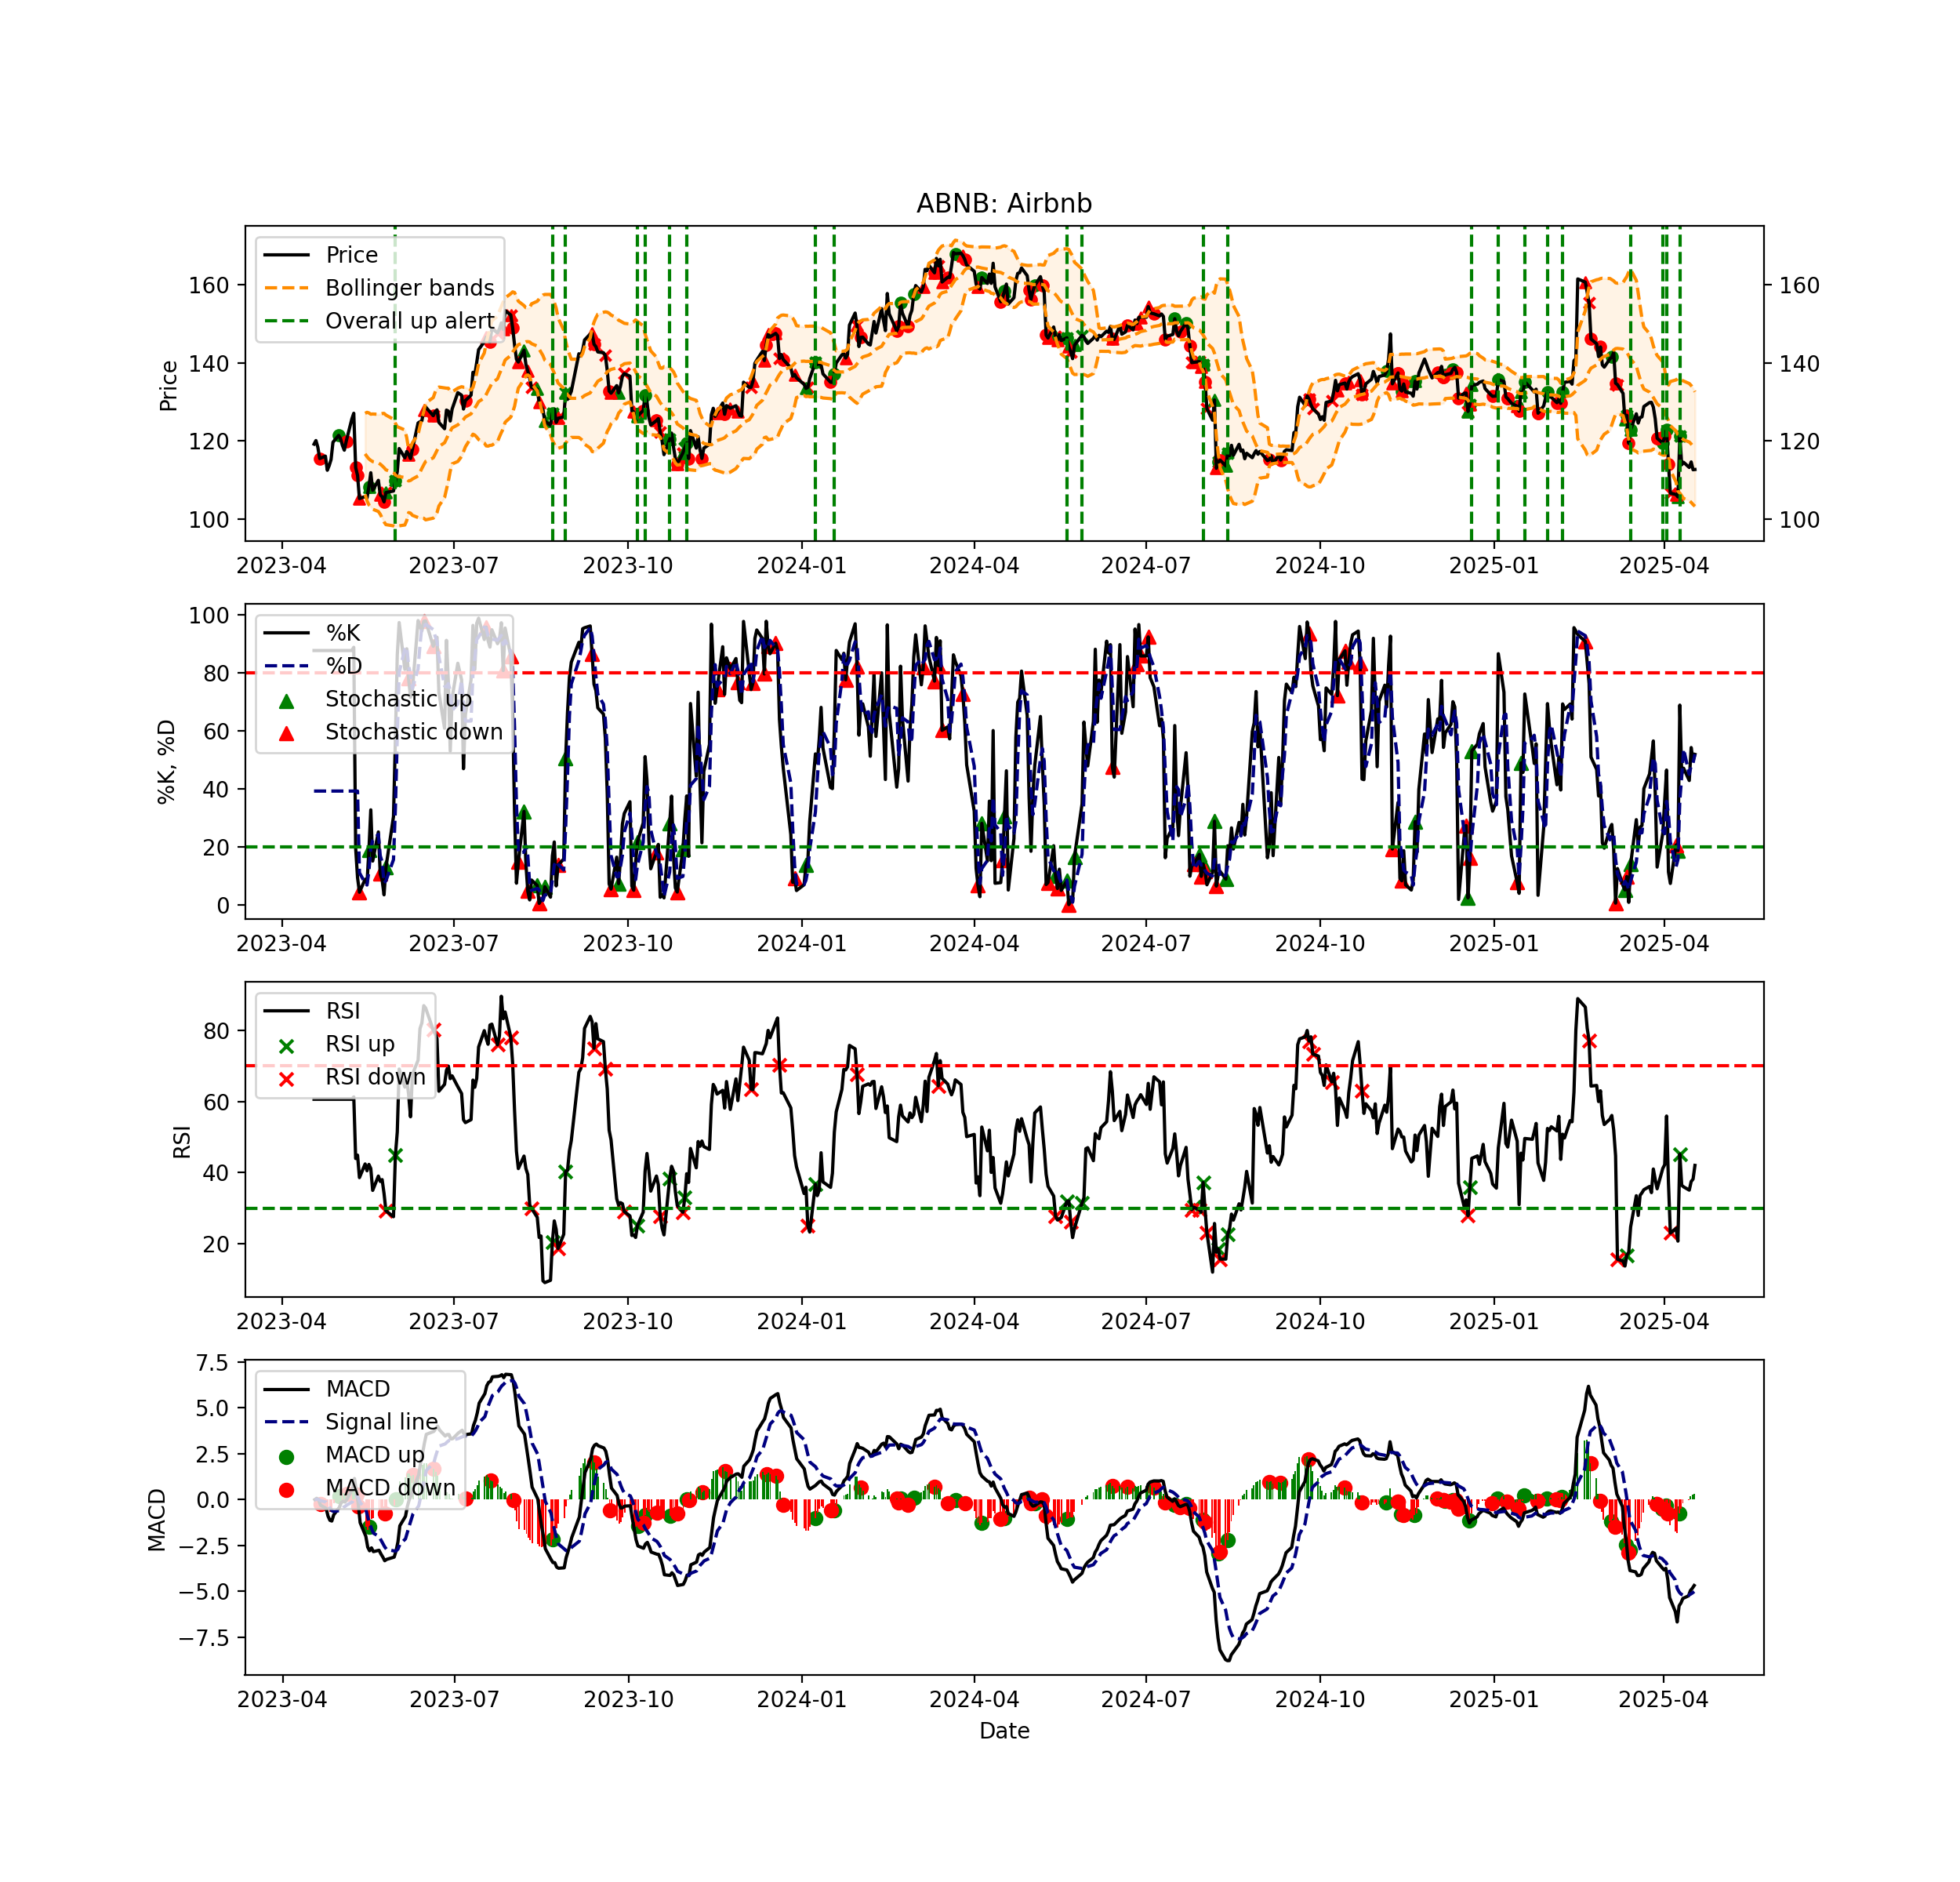 ABNB: Airbnb
Price
Bollinger bands
Overall up alert
Price
160
140
120
100
160
140
120
100
2023-04 2023-07 2023-10 2024-01 2024-04 2024-07 2024-10 2025-01 2025-04
%K
%D
Stochastic up
Stochastic down
%K, %D
100
80
60
40
20
0
2023-04 2023-07 2023-10 2024-01 2024-04 2024-07 2024-10 2025-01 2025-04
RSI
RSI up
RSI down
RSI
80
60
40
20
2023-04 2023-07 2023-10 2024-01 2024-04 2024-07 2024-10 2025-01 2025-04
MACD
Signal line
MACD up
MACD down
MACD
7.5
5.0
2.5
0.0
−2.5
−5.0
−7.5
2023-04 2023-07 2023-10 2024-01 2024-04 2024-07 2024-10 2025-01 2025-04
Date